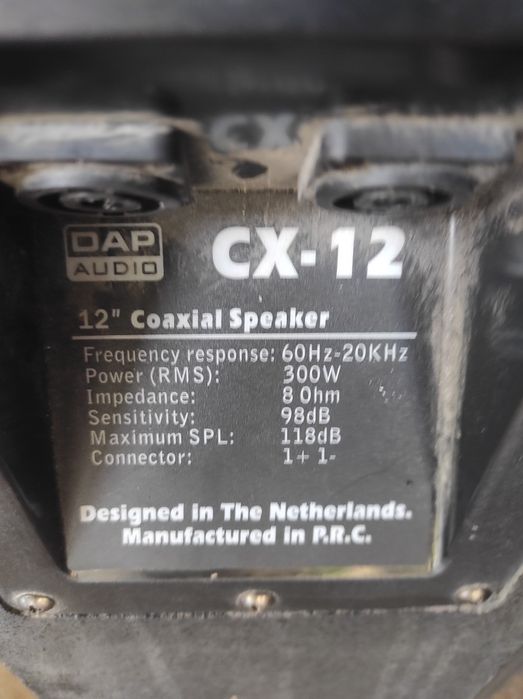 CX
DAP
AUDIO
CX-12
12" Coaxial Speaker
Frequency response: 60Hz-20KHz
Power (RMS): 300W
Impedance: 8 Ohm
Sensitivity: 98dB
Maximum SPL: 118dB
Connector: 1+ 1-
Designed in The Netherlands.
Manufactured in P.R.C.